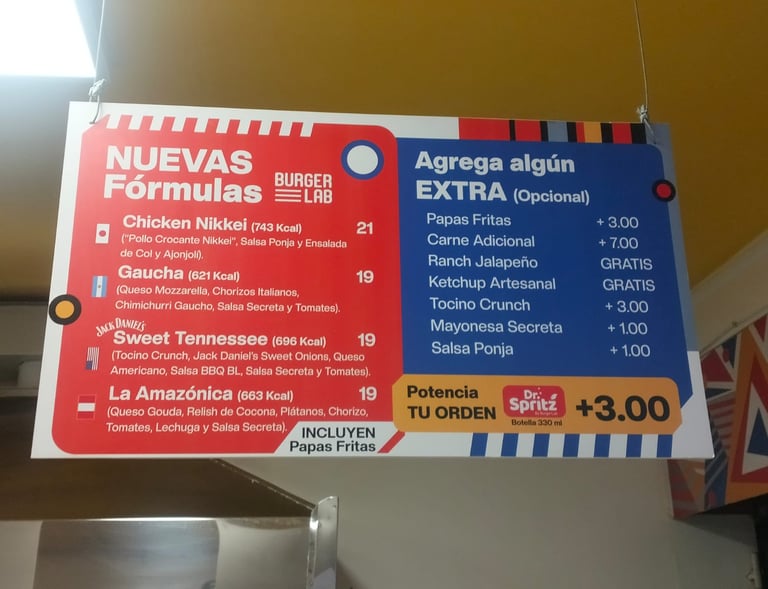 NUEVAS
Fórmulas
BURGER
LAB
Chicken Nikkei (743 Kcal) 21
("Pollo Crocante Nikkei", Salsa Ponja y Ensalada
de Col y Ajonjolí).
Gaucha (621 Kcal) 19
(Queso Mozzarella, Chorizos Italianos,
Chimichurri Gaucho, Salsa Secreta y Tomates).
JACK DANIEL'S
Sweet Tennessee (696 Kcal) 19
(Tocino Crunch, Jack Daniel's Sweet Onions, Queso
Americano, Salsa BBQ BL, Salsa Secreta y Tomates).
La Amazónica (663 Kcal) 19
(Queso Gouda, Relish de Cocona, Plátanos, Chorizo,
Tomates, Lechuga y Salsa Secreta).
INCLUYEN
Papas Fritas
Agrega algún
EXTRA (Opcional)
Papas Fritas + 3.00
Carne Adicional + 7.00
Ranch Jalapeño GRATIS
Ketchup Artesanal GRATIS
Tocino Crunch + 3.00
Mayonesa Secreta + 1.00
Salsa Ponja + 1.00
Potencia
TU ORDEN
Dr.
Spritz
By Burger Lab
Botella 330 ml
+3.00